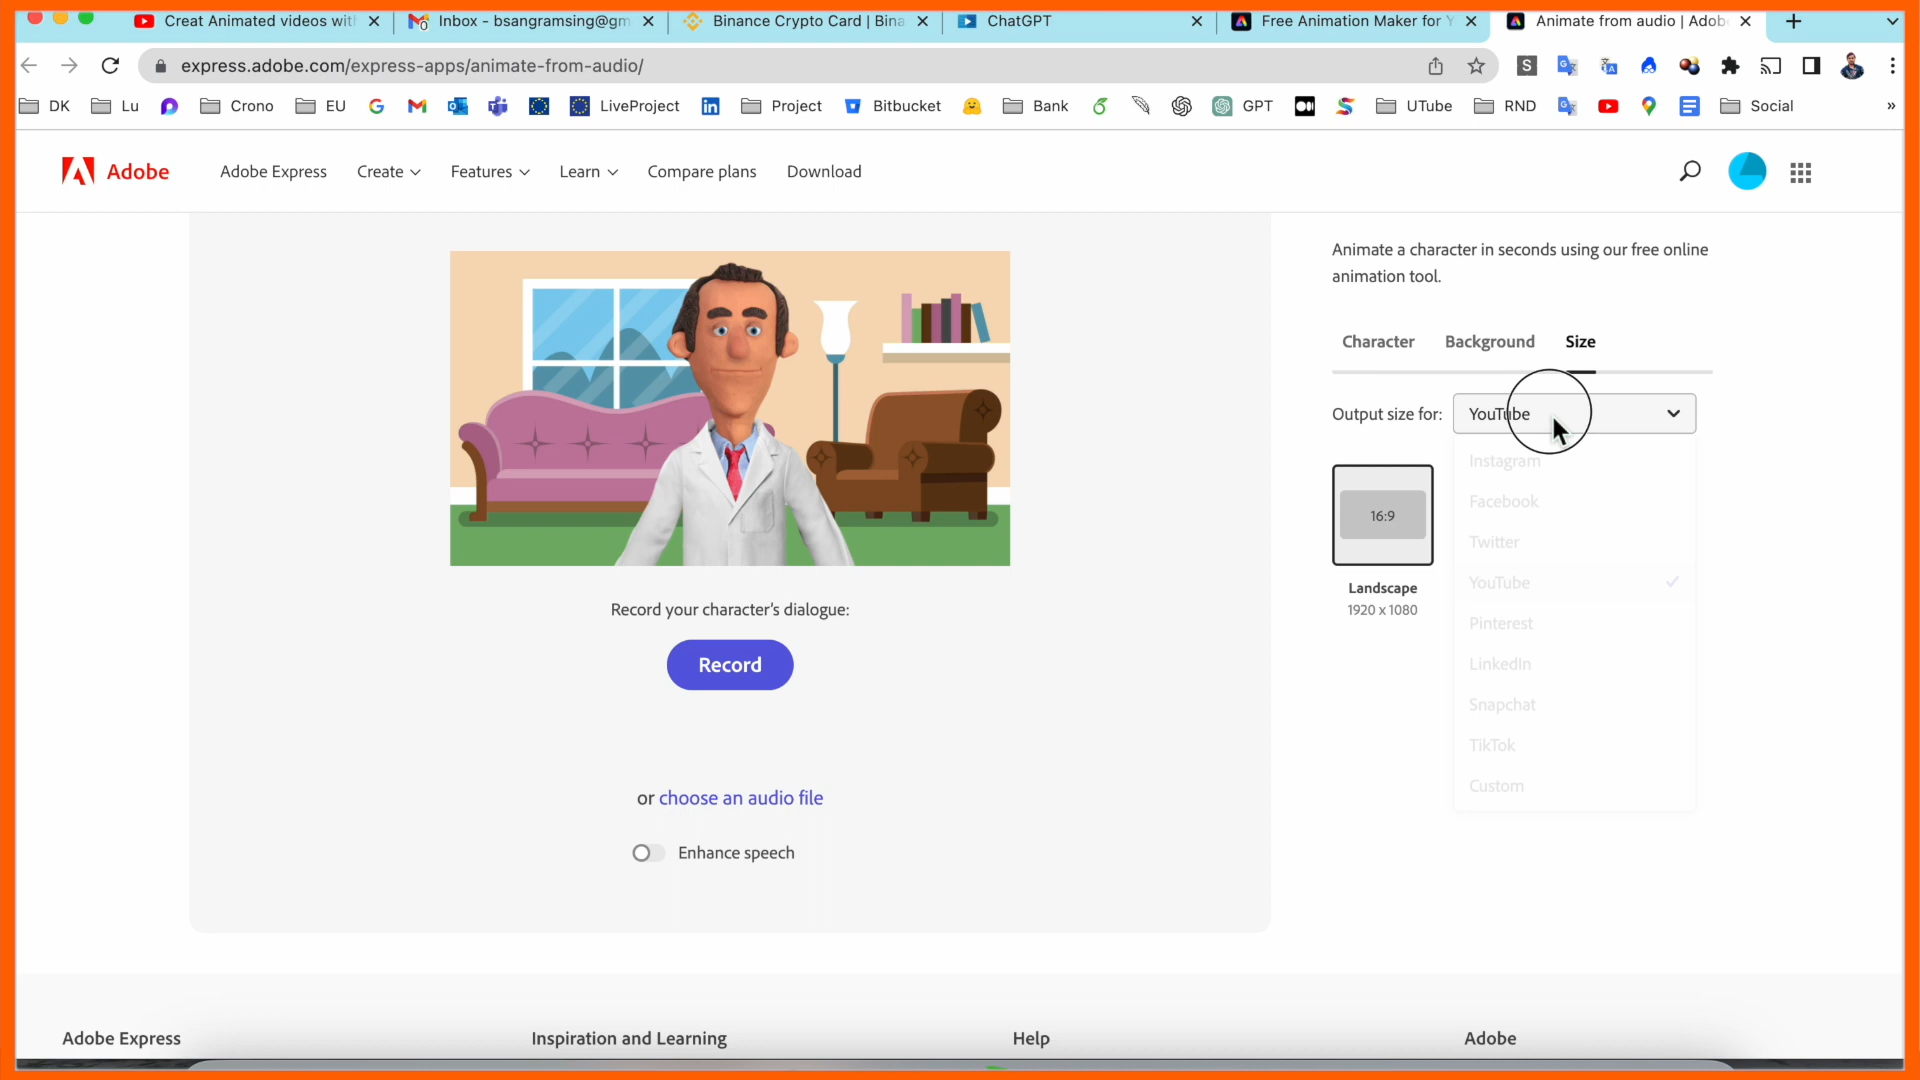 Creat Animated videos wit
Inbox - bsangramsing@gm
Binance Crypto Card | Bina
ChatGPT
Free Animation Maker for Y
Animate from audio | Adob
express.adobe.com/express-apps/animate-from-audio/
DK
Lu
Crono
EU
LiveProject
Project
Bitbucket
Bank
GPT
UTube
RND
Social
»
Adobe
Adobe Express
Create
Features
Learn
Compare plans
Download
Animate a character in seconds using our free online
animation tool.
Character
Background
Size
Output size for:
YouTube
Instagram
Facebook
Twitter
YouTube
Pinterest
LinkedIn
Snapchat
TikTok
Custom
16:9
Landscape
1920 x 1080
Record your character's dialogue:
Record
or choose an audio file
Enhance speech
Adobe Express
Inspiration and Learning
Help
Adobe